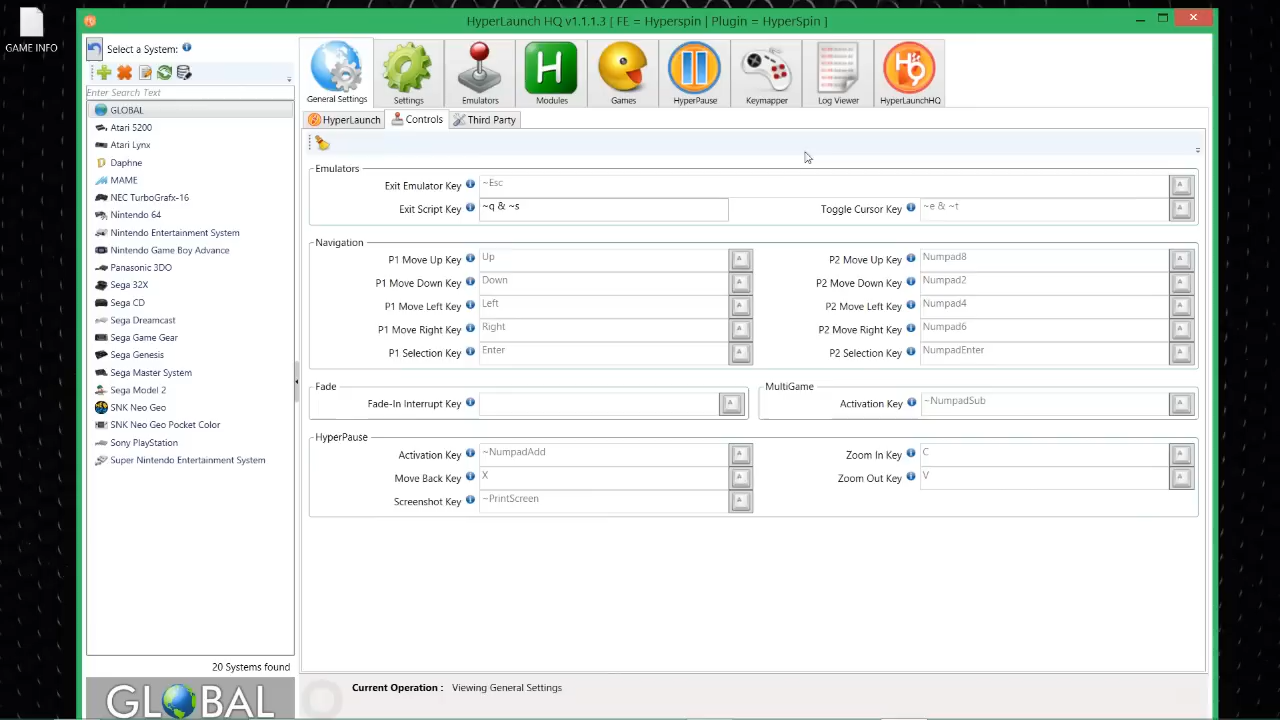 HyperLaunch HQ v1.1.1.3 [ FE = Hyperspin | Plugin = HyperSpin ]
GAME INFO
Select a System:
Enter Search Text
GLOBAL
Atari 5200
Atari Lynx
Daphne
MAME
NEC TurboGrafx-16
Nintendo 64
Nintendo Entertainment System
Nintendo Game Boy Advance
Panasonic 3DO
Sega 32X
Sega CD
Sega Dreamcast
Sega Game Gear
Sega Genesis
Sega Master System
Sega Model 2
SNK Neo Geo
SNK Neo Geo Pocket Color
Sony PlayStation
Super Nintendo Entertainment System
20 Systems found
GLOBAL
General Settings
Settings
Emulators
Modules
Games
HyperPause
Keymapper
Log Viewer
HyperLaunchHQ
HyperLaunch
Controls
Third Party
Emulators
Exit Emulator Key ~Esc
Exit Script Key ~q & ~s
Toggle Cursor Key ~e & ~t
Navigation
P1 Move Up Key Up
P2 Move Up Key Numpad8
P1 Move Down Key Down
P2 Move Down Key Numpad2
P1 Move Left Key Left
P2 Move Left Key Numpad4
P1 Move Right Key Right
P2 Move Right Key Numpad6
P1 Selection Key Enter
P2 Selection Key NumpadEnter
Fade
Fade-In Interrupt Key
MultiGame
Activation Key ~NumpadSub
HyperPause
Activation Key ~NumpadAdd
Zoom In Key C
Move Back Key X
Zoom Out Key V
Screenshot Key ~PrintScreen
Current Operation : Viewing General Settings